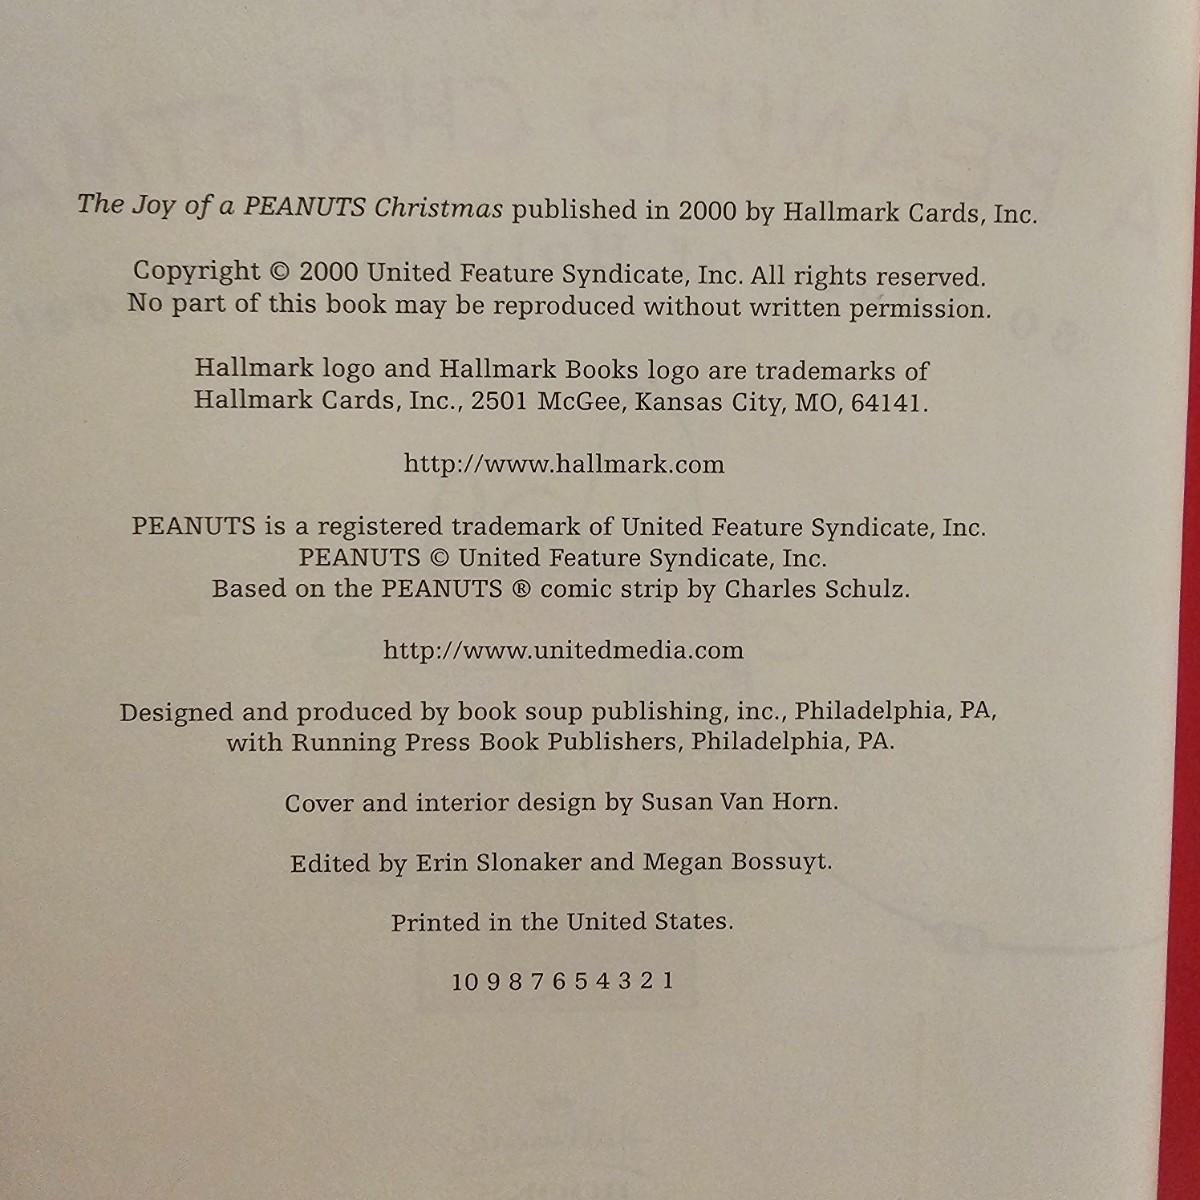 The Joy of a PEANUTS Christmas published in 2000 by Hallmark Cards, Inc.
Copyright © 2000 United Feature Syndicate, Inc. All rights reserved.
No part of this book may be reproduced without written permission.
Hallmark logo and Hallmark Books logo are trademarks of
Hallmark Cards, Inc., 2501 McGee, Kansas City, MO, 64141.
http://www.hallmark.com
PEANUTS is a registered trademark of United Feature Syndicate, Inc.
PEANUTS © United Feature Syndicate, Inc.
Based on the PEANUTS ® comic strip by Charles Schulz.
http://www.unitedmedia.com
Designed and produced by book soup publishing, inc., Philadelphia, PA,
with Running Press Book Publishers, Philadelphia, PA.
Cover and interior design by Susan Van Horn.
Edited by Erin Slonaker and Megan Bossuyt.
Printed in the United States.
10 9 8 7 6 5 4 3 2 1